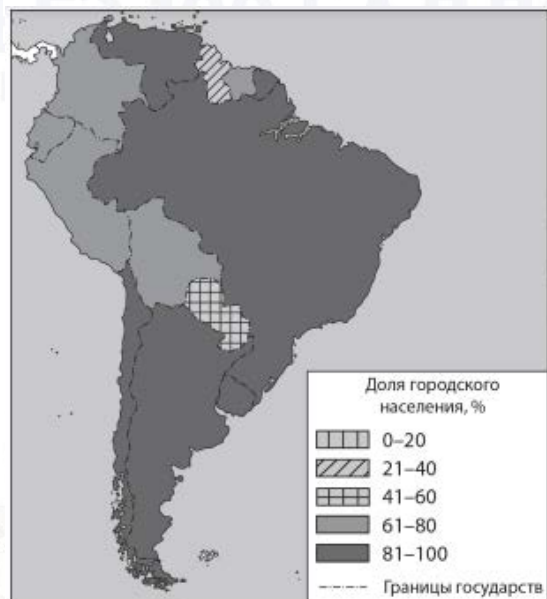 Доля городского
населения, %
0–20
21–40
41–60
61–80
81–100
Границы государств